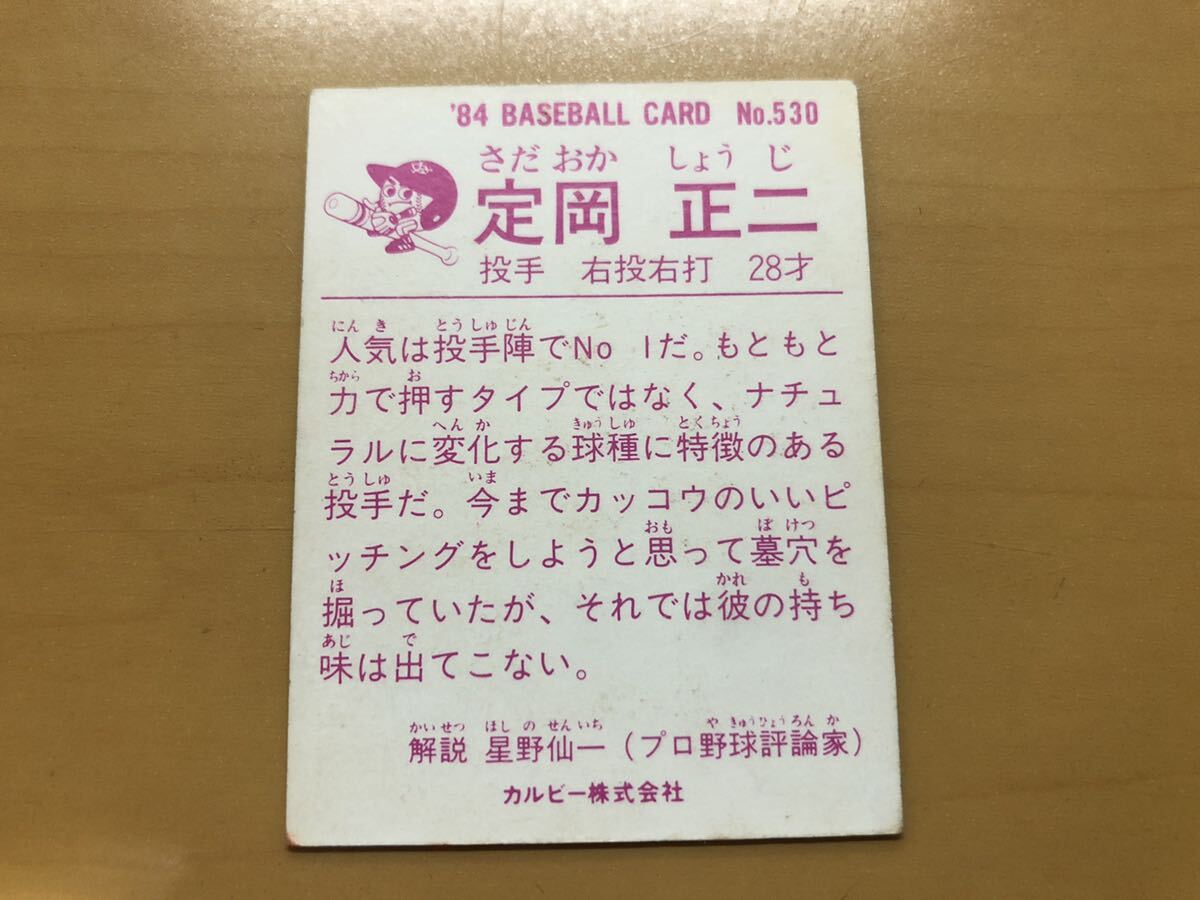 '84 BASEBALL CARD No.530
さだ おか しょう じ
定岡 正二
投手 右投右打 28才
にん き とう しゅ じん
人気は投手陣でNo 1だ。もともと
ちから お
力で押すタイプではなく、ナチュ
へん か きゅう しゅ とく ちょう
ラルに変化する球種に特徴のある
とう しゅ いま
投手だ。今までカッコウのいいピ
おも ぼ けつ
ッチングをしようと思って墓穴を
ほ かれ も
掘っていたが、それでは彼の持ち
あじ で
味は出てこない。
かい せつ ほし の せん いち や きゅう ひょう ろん か
解説 星野仙一(プロ野球評論家)
カルビー株式会社